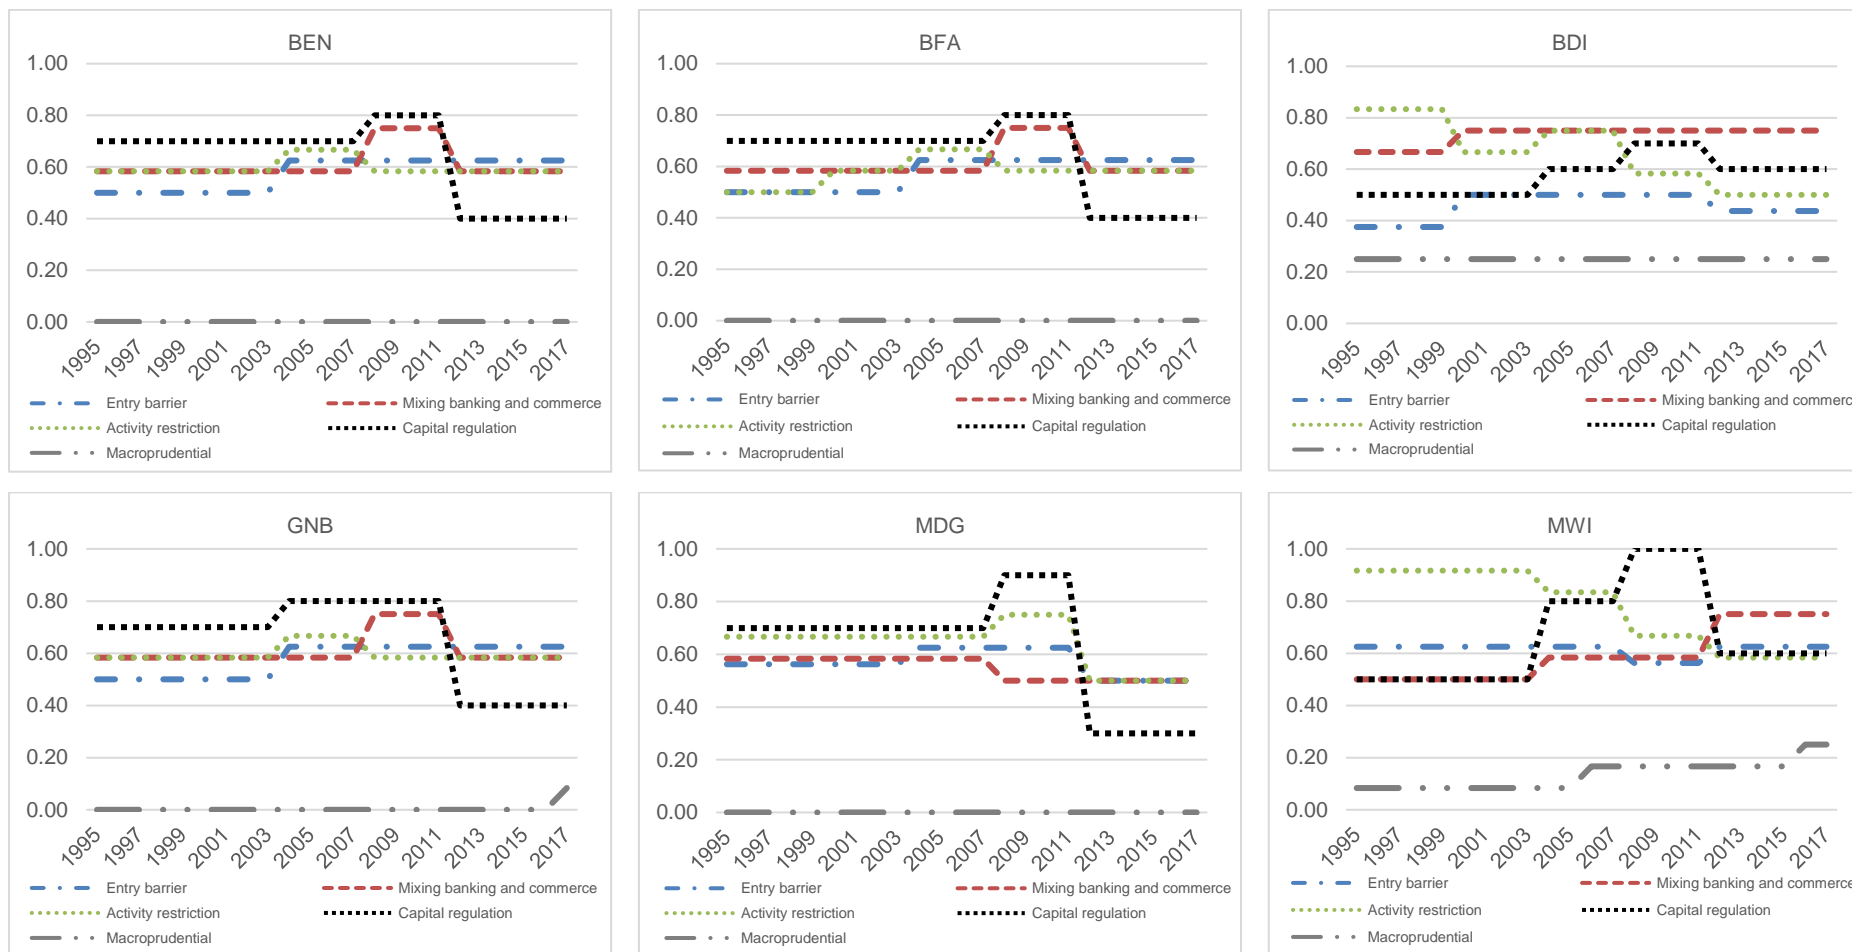 BEN
1.00
0.80
0.60
0.40
0.20
0.00
1995 1997 1999 2001 2003 2005 2007 2009 2011 2013 2015 2017
Entry barrier Mixing banking and commerce
Activity restriction Capital regulation
Macroprudential
BFA
1.00
0.80
0.60
0.40
0.20
0.00
1995 1997 1999 2001 2003 2005 2007 2009 2011 2013 2015 2017
Entry barrier Mixing banking and commerce
Activity restriction Capital regulation
Macroprudential
BDI
1.00
0.80
0.60
0.40
0.20
0.00
1995 1997 1999 2001 2003 2005 2007 2009 2011 2013 2015 2017
Entry barrier Mixing banking and commerce
Activity restriction Capital regulation
Macroprudential
GNB
1.00
0.80
0.60
0.40
0.20
0.00
1995 1997 1999 2001 2003 2005 2007 2009 2011 2013 2015 2017
Entry barrier Mixing banking and commerce
Activity restriction Capital regulation
Macroprudential
MDG
1.00
0.80
0.60
0.40
0.20
0.00
1995 1997 1999 2001 2003 2005 2007 2009 2011 2013 2015 2017
Entry barrier Mixing banking and commerce
Activity restriction Capital regulation
Macroprudential
MWI
1.00
0.80
0.60
0.40
0.20
0.00
1995 1997 1999 2001 2003 2005 2007 2009 2011 2013 2015 2017
Entry barrier Mixing banking and commerce
Activity restriction Capital regulation
Macroprudential